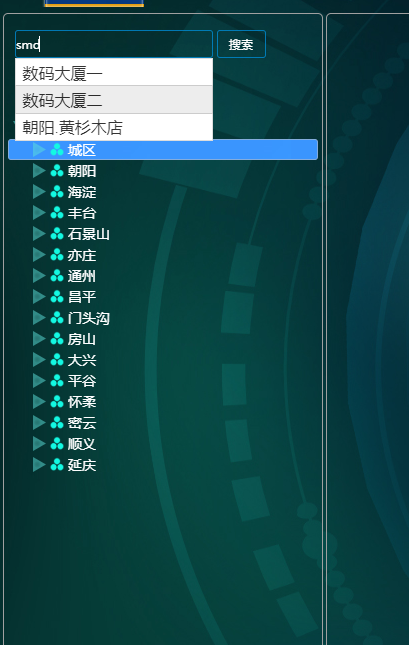 smd 搜索
数码大厦一
数码大厦二
朝阳.黄杉木店
城区
朝阳
海淀
丰台
石景山
亦庄
通州
昌平
门头沟
房山
大兴
平谷
怀柔
密云
顺义
延庆